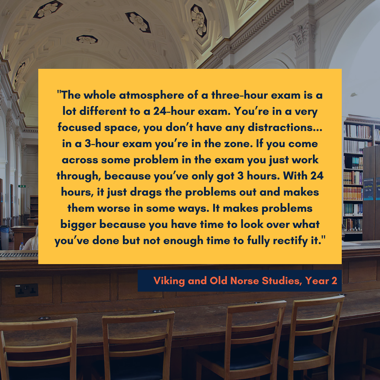 "The whole atmosphere of a three-hour exam is a
lot different to a 24-hour exam. You're in a very
focused space, you don't have any distractions...
in a 3-hour exam you're in the zone. If you come
across some problem in the exam you just work
through, because you've only got 3 hours. With 24
hours, it just drags the problems out and makes
them worse in some ways. It makes problems
bigger because you have time to look over what
you've done but not enough time to fully rectify it."
Viking and Old Norse Studies, Year 2